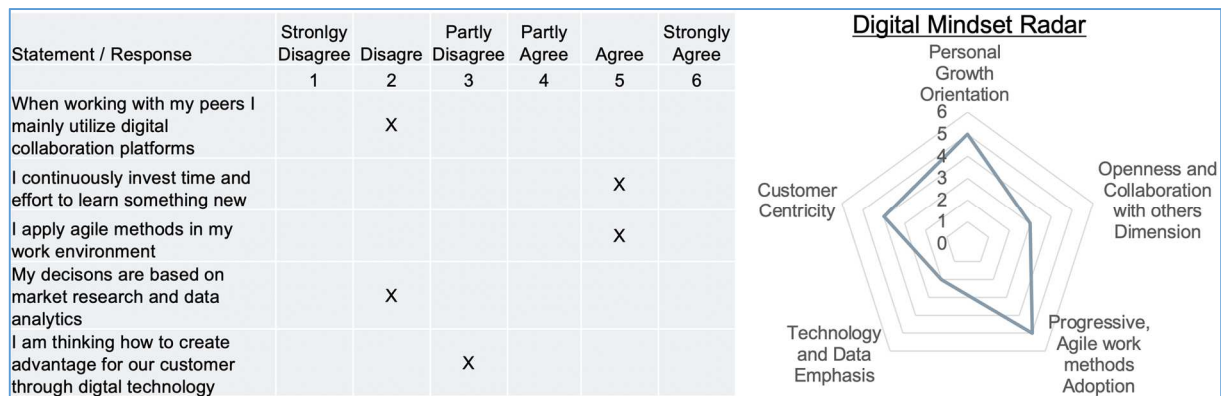 Statement / Response
Stronlgy
Disagree
Disagre
Partly
Disagree
Partly
Agree
Agree
Strongly
Agree
1 2 3 4 5 6
When working with my peers I
mainly utilize digital
collaboration platforms
X
I continuously invest time and
effort to learn something new
X
I apply agile methods in my
work environment
X
My decisons are based on
market research and data
analytics
X
I am thinking how to create
advantage for our customer
through digtal technology
X
Digital Mindset Radar
Personal
Growth
Orientation
6
5
4
3
2
1
0
Openness and
Collaboration
with others
Dimension
Progressive,
Agile work
methods
Adoption
Technology
and Data
Emphasis
Customer
Centricity